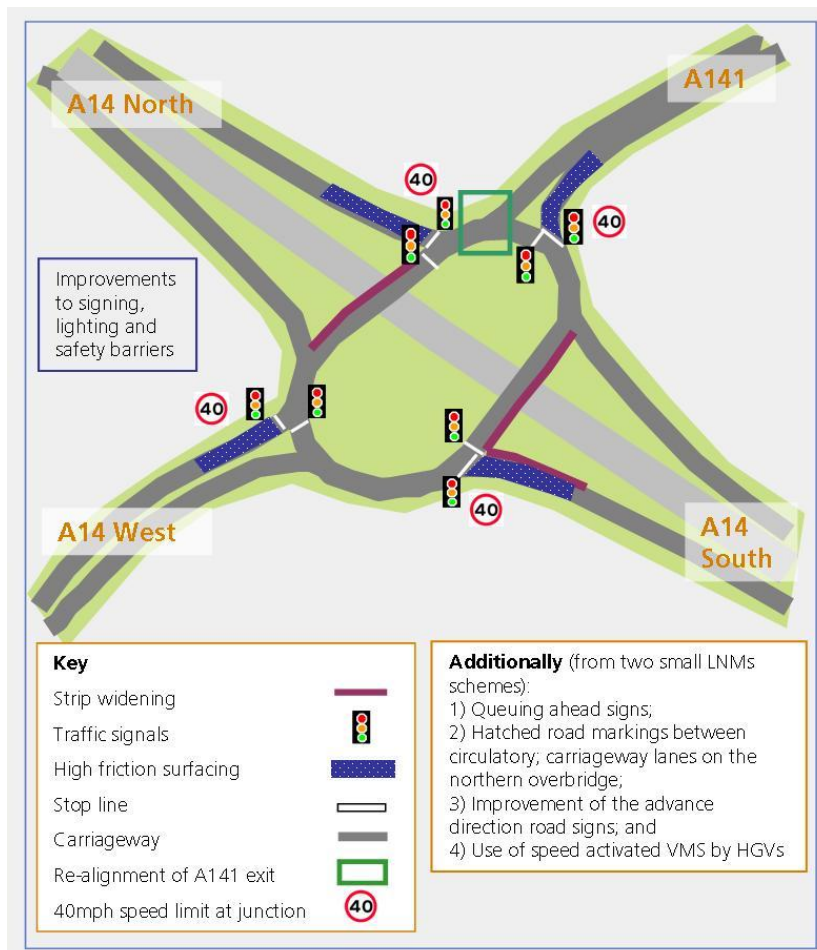 A14 North
A141
40
40
Improvements
to signing,
lighting and
safety barriers
40
40
A14 West
A14
South
Key
Strip widening
Traffic signals
High friction surfacing
Stop line
Carriageway
Re-alignment of A141 exit
40mph speed limit at junction 40
Additionally (from two small LNMs
schemes):
1) Queuing ahead signs;
2) Hatched road markings between
circulatory; carriageway lanes on the
northern overbridge;
3) Improvement of the advance
direction road signs; and
4) Use of speed activated VMS by HGVs